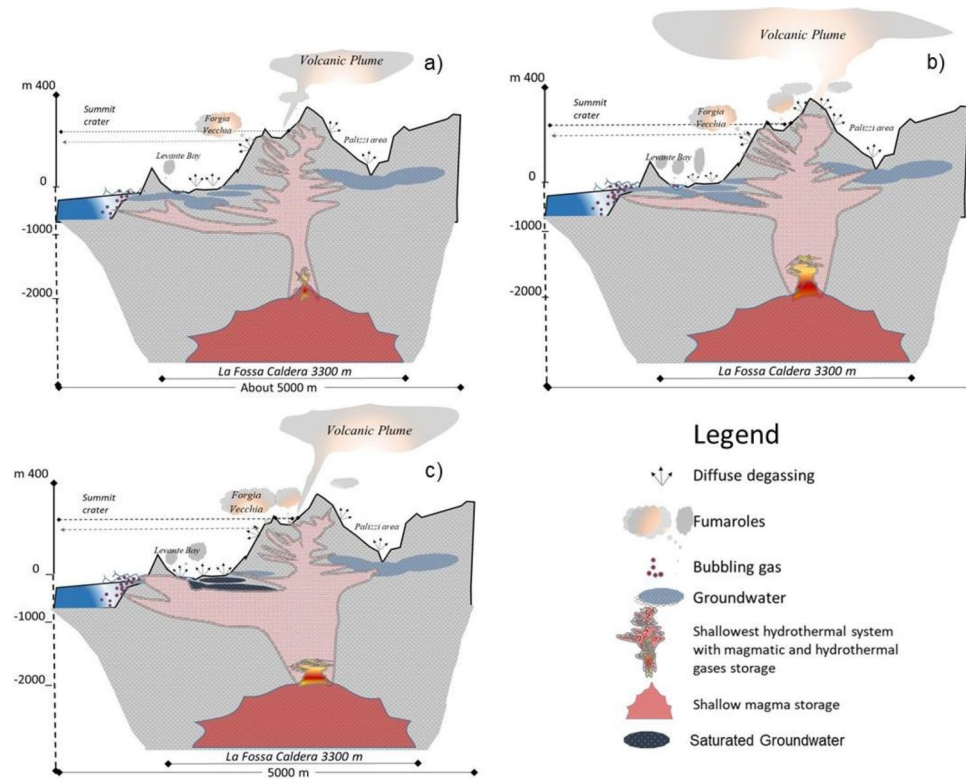 Volcanic Plume
a)
m 400
Summit
crater
Forgia
Vecchia
Palizzi area
Levante Bay
0
-1000
-2000
La Fossa Caldera 3300 m
About 5000 m
Volcanic Plume
b)
m 400
Summit
crater
Forgia
Vecchia
Palizzi area
Levante Bay
0
-1000
-2000
La Fossa Caldera 3300 m
Volcanic Plume
c)
m 400
Summit
crater
Forgia
Vecchia
Palizzi area
Levante Bay
0
-1000
-2000
La Fossa Caldera 3300 m
5000 m
Legend
Diffuse degassing
Fumaroles
Bubbling gas
Groundwater
Shallowest hydrothermal system
with magmatic and hydrothermal
gases storage
Shallow magma storage
Saturated Groundwater